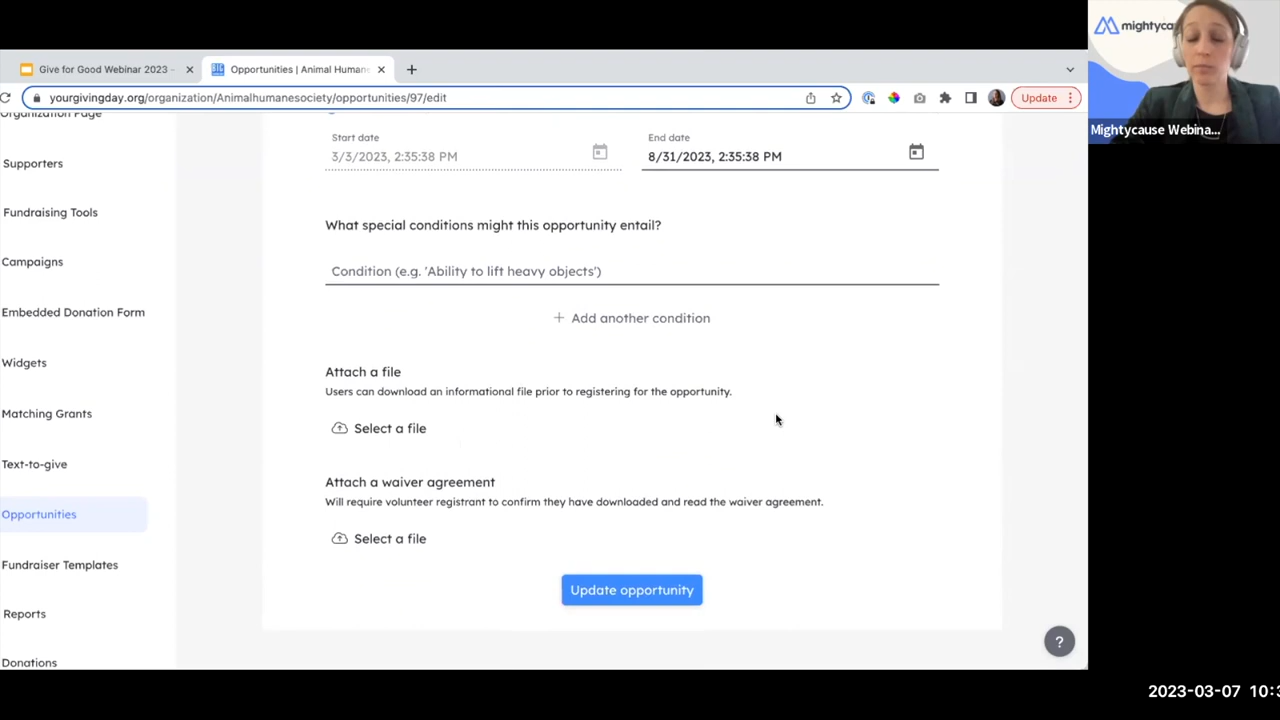 Give for Good Webinar 2023 -
Opportunities | Animal Humane
yourgivingday.org/organization/Animalhumanesociety/opportunities/97/edit
Update
mightyca
Mightycause Webina...
Organization Page
Supporters
Fundraising Tools
Campaigns
Embedded Donation Form
Widgets
Matching Grants
Text-to-give
Opportunities
Fundraiser Templates
Reports
Donations
Start date
3/3/2023, 2:35:38 PM
End date
8/31/2023, 2:35:38 PM
What special conditions might this opportunity entail?
Condition (e.g. 'Ability to lift heavy objects')
+ Add another condition
Attach a file
Users can download an informational file prior to registering for the opportunity.
Select a file
Attach a waiver agreement
Will require volunteer registrant to confirm they have downloaded and read the waiver agreement.
Select a file
Update opportunity
?
2023-03-07 10:3